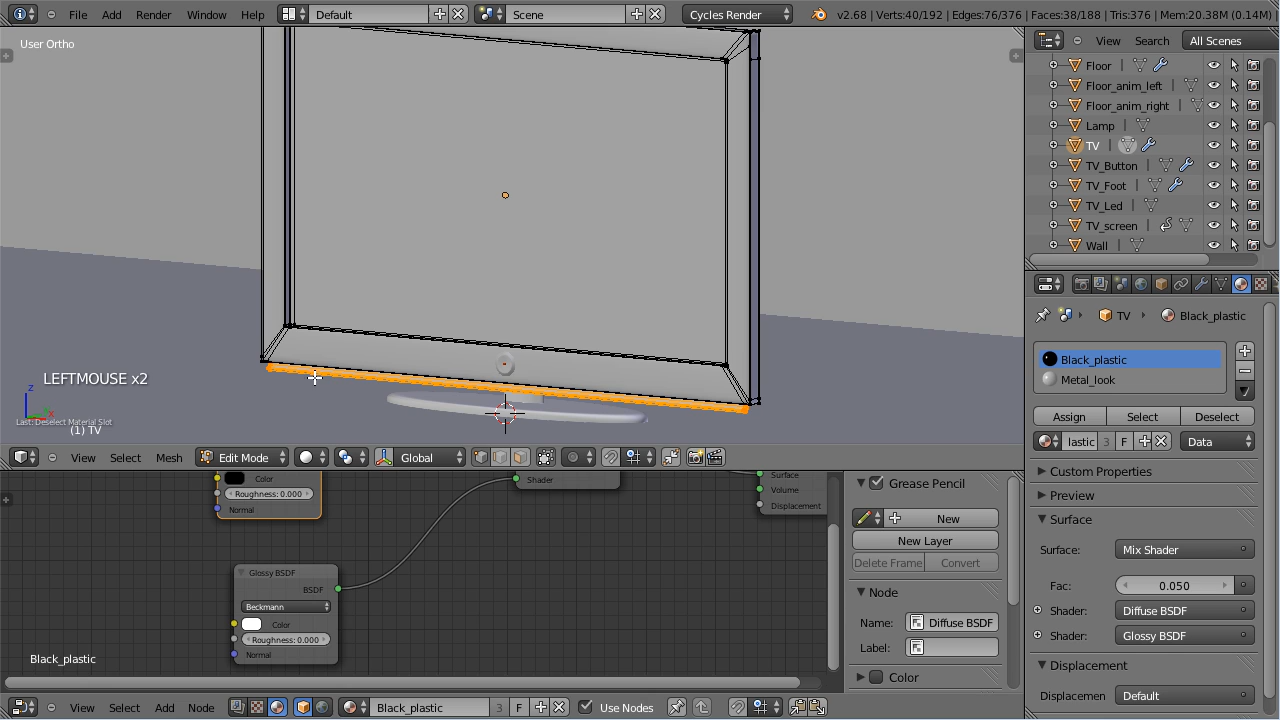 File Add Render Window Help Default Scene Cycles Render v2.68 | Verts:40/192 | Edges:76/376 | Faces:38/188 | Tris:376 | Mem:20.38M (0.14M) |
User Ortho
View Search All Scenes
Floor
Floor_anim_left
Floor_anim_right
Lamp
TV
TV_Button
TV_Foot
TV_Led
TV_screen
Wall
TV Black_plastic
Black_plastic
Metal_look
Assign Select Deselect
lastic 3 F Data
Custom Properties
Preview
Surface
Surface: Mix Shader
Fac: 0.050
Shader: Diffuse BSDF
Shader: Glossy BSDF
Displacement
Displacemen Default
LEFTMOUSE x2
z
x
Last: Deselect Material Slot
(1) TV
View Select Mesh Edit Mode Global
Color
Roughness: 0.000
Normal
Shader
Surface
Volume
Displacement
Glossy BSDF
BSDF
Beckmann
Color
Roughness: 0.000
Normal
Black_plastic
Grease Pencil
New
New Layer
Delete Frame Convert
Node
Name: Diffuse BSDF
Label:
Color
View Select Add Node Black_plastic 3 F Use Nodes